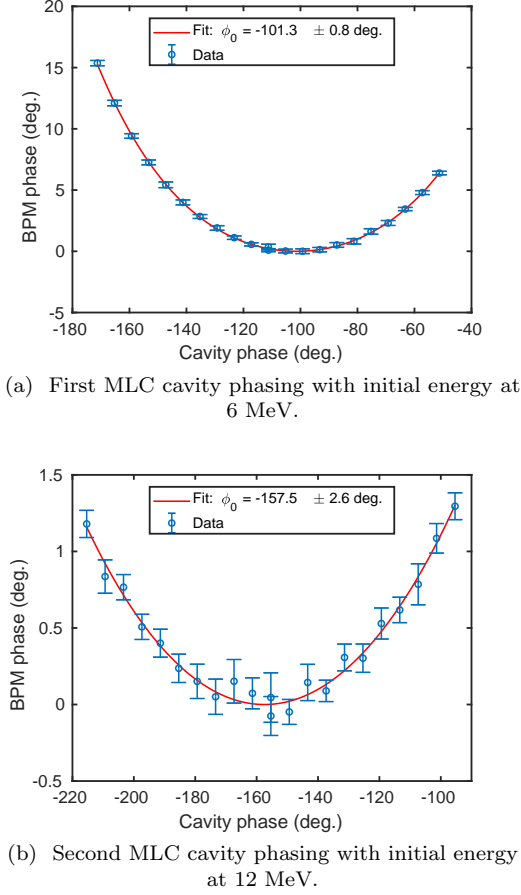 20
15
10
5
0
-5
BPM phase (deg.)
Fit: ϕ0 = -101.3 ± 0.8 deg.
Data
-180 -160 -140 -120 -100 -80 -60 -40
Cavity phase (deg.)
(a) First MLC cavity phasing with initial energy at
6 MeV.
1.5
1
0.5
0
-0.5
BPM phase (deg.)
Fit: ϕ0 = -157.5 ± 2.6 deg.
Data
-220 -200 -180 -160 -140 -120 -100
Cavity phase (deg.)
(b) Second MLC cavity phasing with initial energy
at 12 MeV.